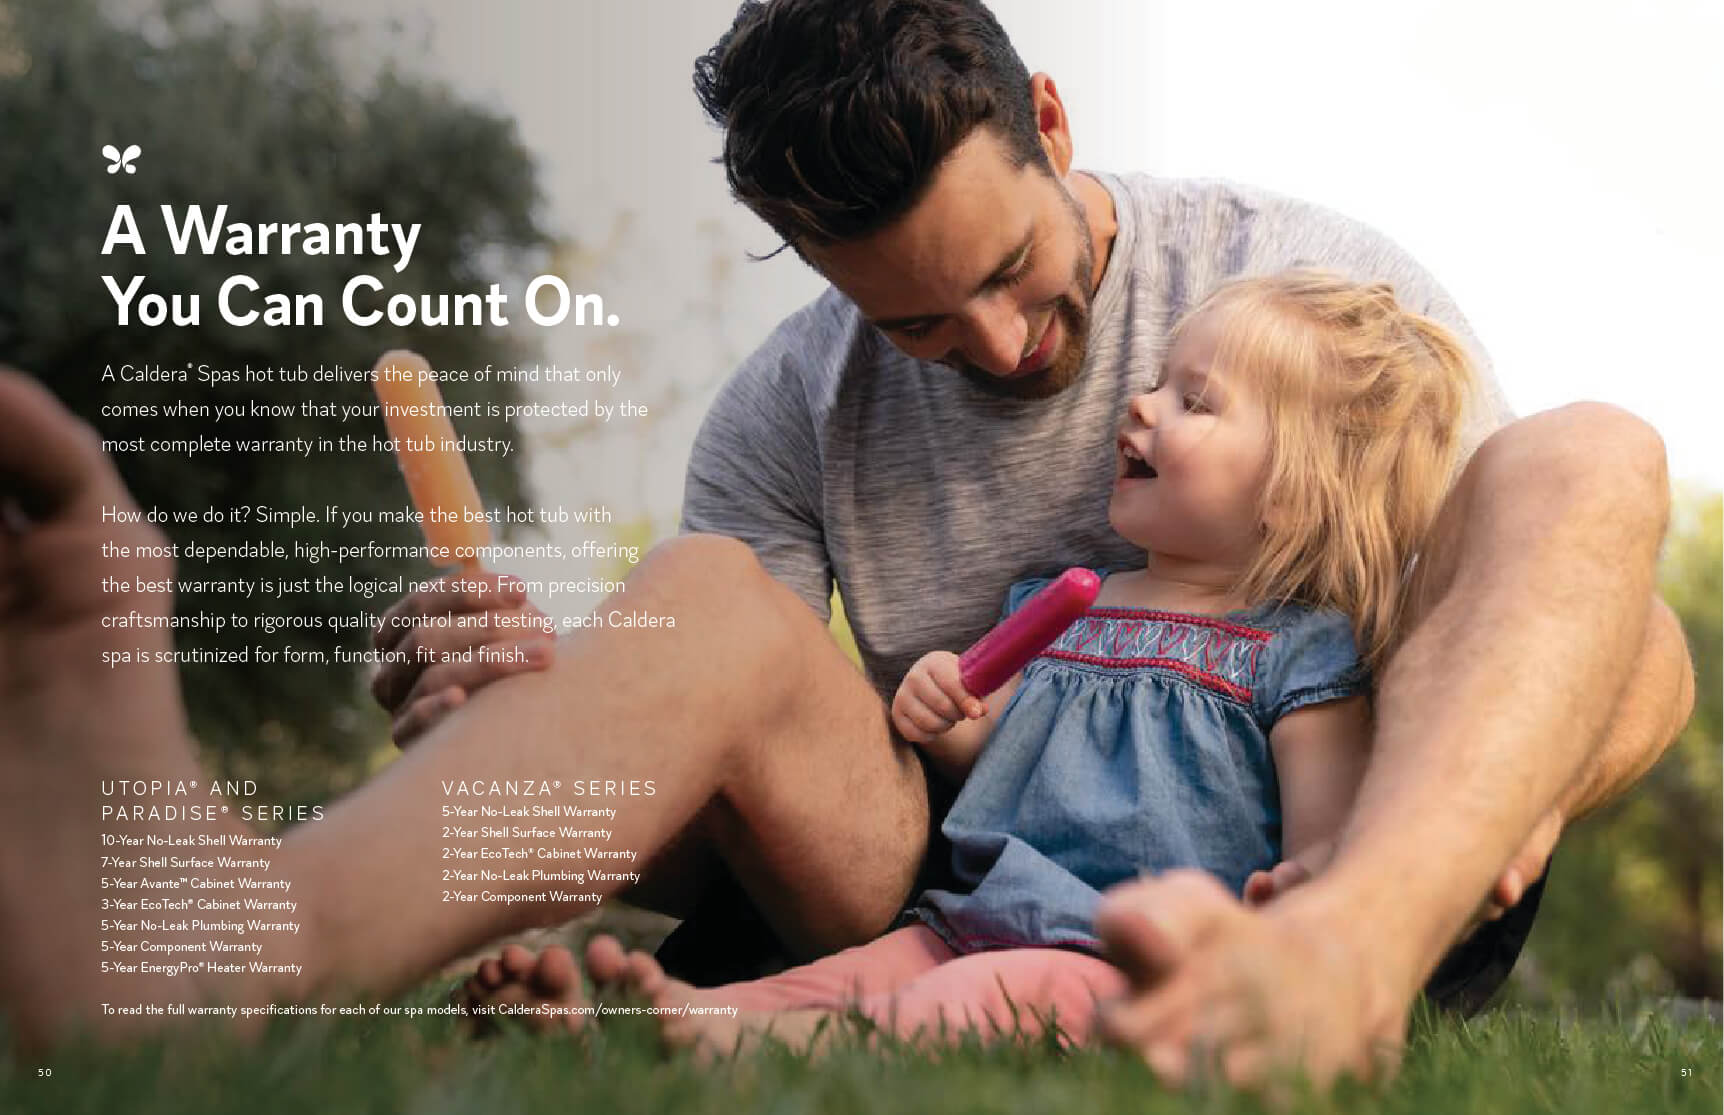 A Warranty
You Can Count On.
A Caldera® Spas hot tub delivers the peace of mind that only
comes when you know that your investment is protected by the
most complete warranty in the hot tub industry.
How do we do it? Simple. If you make the best hot tub with
the most dependable, high-performance components, offering
the best warranty is just the logical next step. From precision
craftsmanship to rigorous quality control and testing, each Caldera
spa is scrutinized for form, function, fit and finish.
UTOPIA® AND
PARADISE® SERIES
10-Year No-Leak Shell Warranty
7-Year Shell Surface Warranty
5-Year Avante™ Cabinet Warranty
3-Year EcoTech® Cabinet Warranty
5-Year No-Leak Plumbing Warranty
5-Year Component Warranty
5-Year EnergyPro® Heater Warranty
VACANZA® SERIES
5-Year No-Leak Shell Warranty
2-Year Shell Surface Warranty
2-Year EcoTech® Cabinet Warranty
2-Year No-Leak Plumbing Warranty
2-Year Component Warranty
To read the full warranty specifications for each of our spa models, visit CalderaSpas.com/owners-corner/warranty
50
51